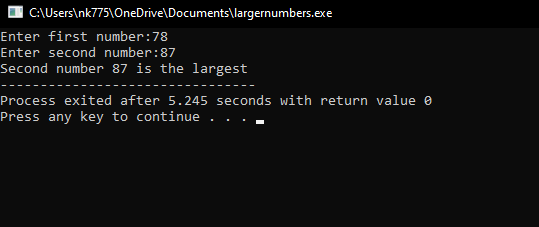 C:\Users\nk775\OneDrive\Documents\largernumbers.exe
Enter first number:78
Enter second number:87
Second number 87 is the largest
--------------------------------
Process exited after 5.245 seconds with return value 0
Press any key to continue . . .